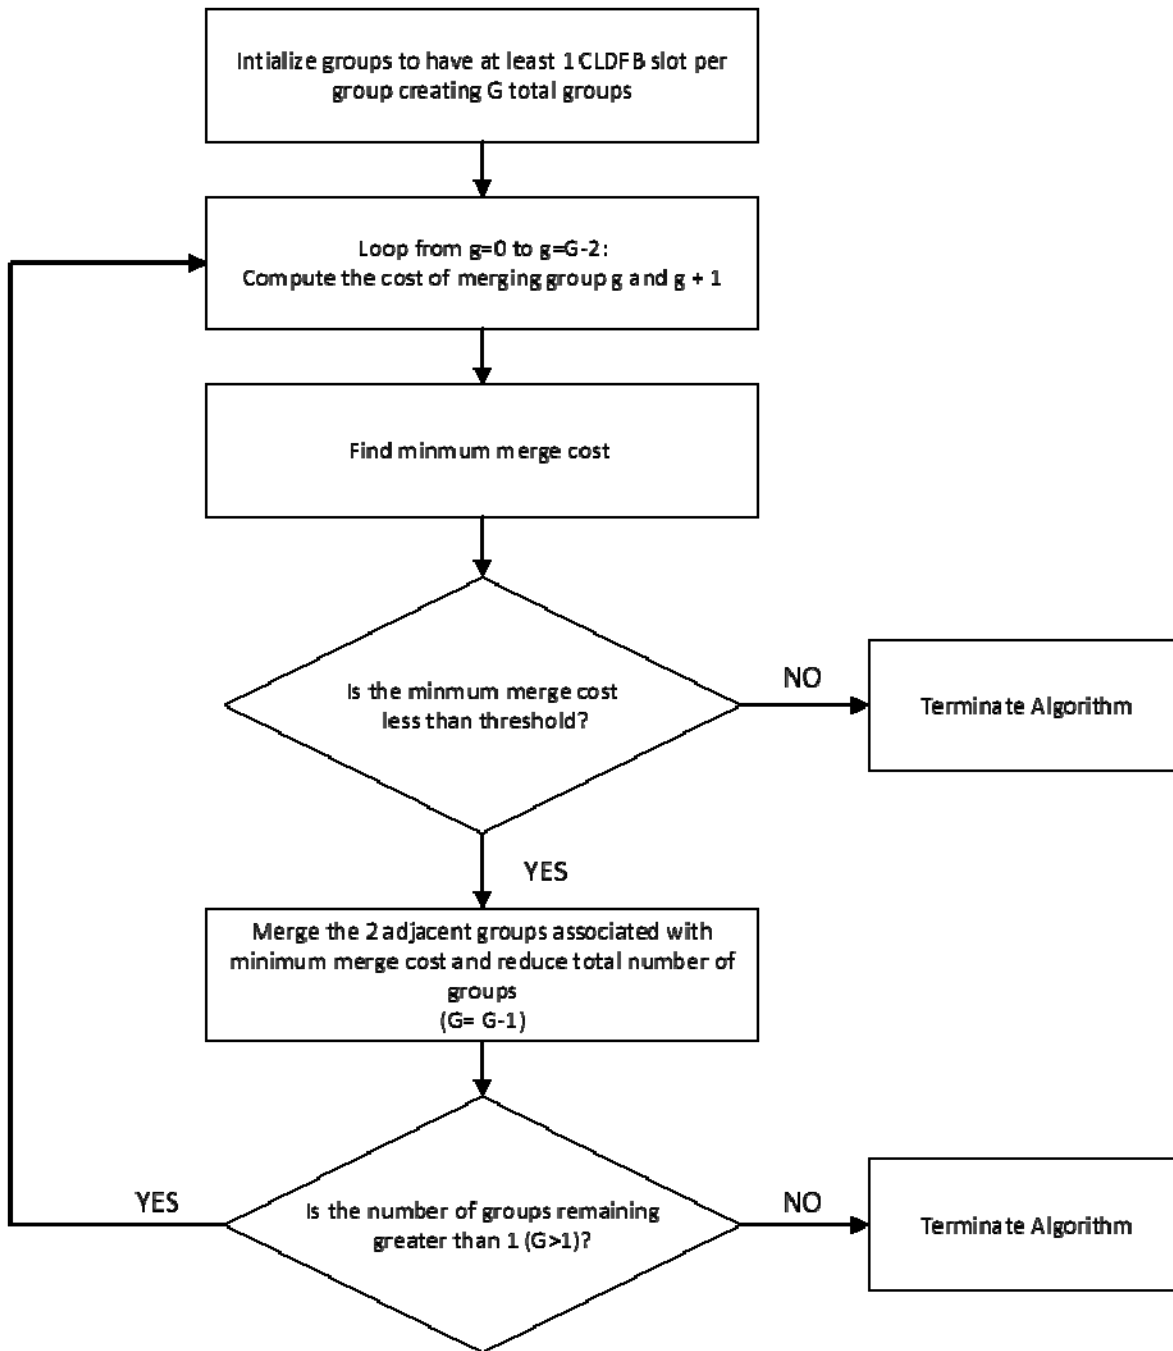 Intialize groups to have at least 1 CLDFB slot per
group creating G total groups
Loop from g=0 to g=G-2:
Compute the cost of merging group g and g + 1
Find minmum merge cost
Is the minmum merge cost
less than threshold?
NO
Terminate Algorithm
YES
Merge the 2 adjacent groups associated with
minimum merge cost and reduce total number of
groups
(G= G-1)
YES
Is the number of groups remaining
greater than 1 (G>1)?
NO
Terminate Algorithm